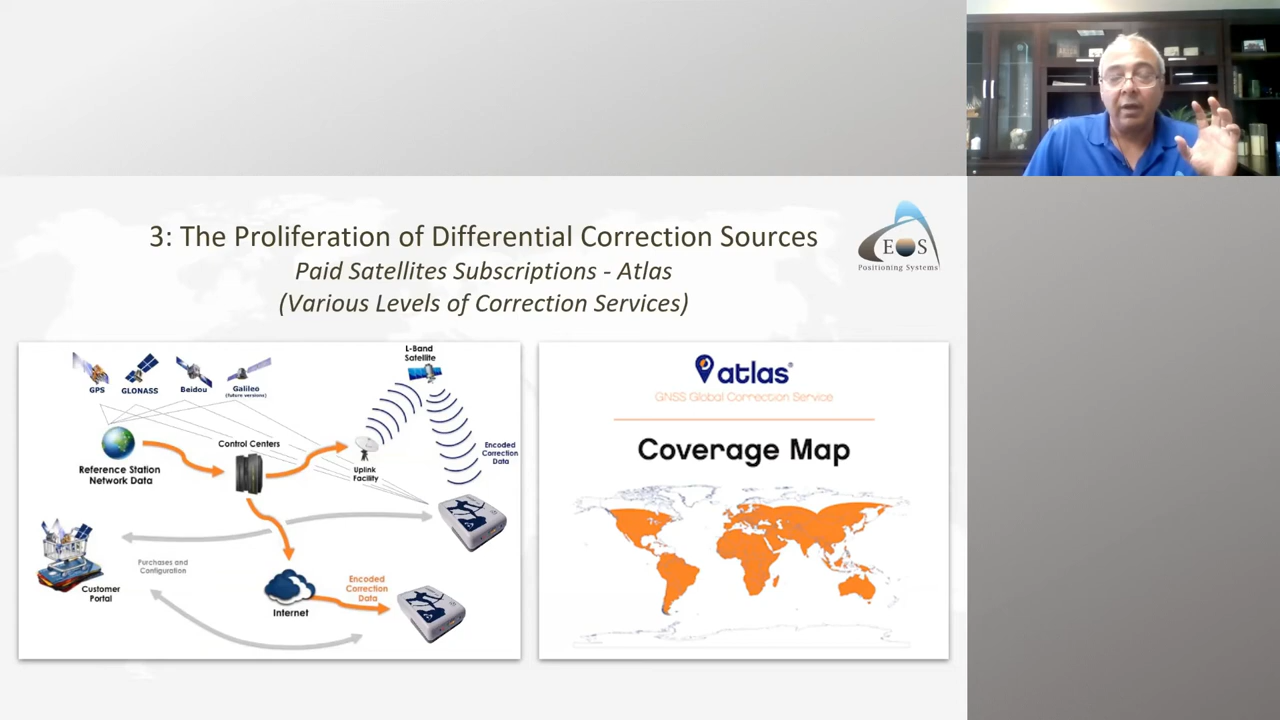 3: The Proliferation of Differential Correction Sources
Paid Satellites Subscriptions - Atlas
(Various Levels of Correction Services)
EOS
Positioning Systems
GPS
GLONASS
Beidou
Galileo
(future versions)
L-Band
Satellite
Reference Station
Network Data
Control Centers
Uplink
Facility
Encoded
Correction
Data
Purchases and
Configuration
Customer
Portal
Internet
Encoded
Correction
Data
atlas®
GNSS Global Correction Service
Coverage Map